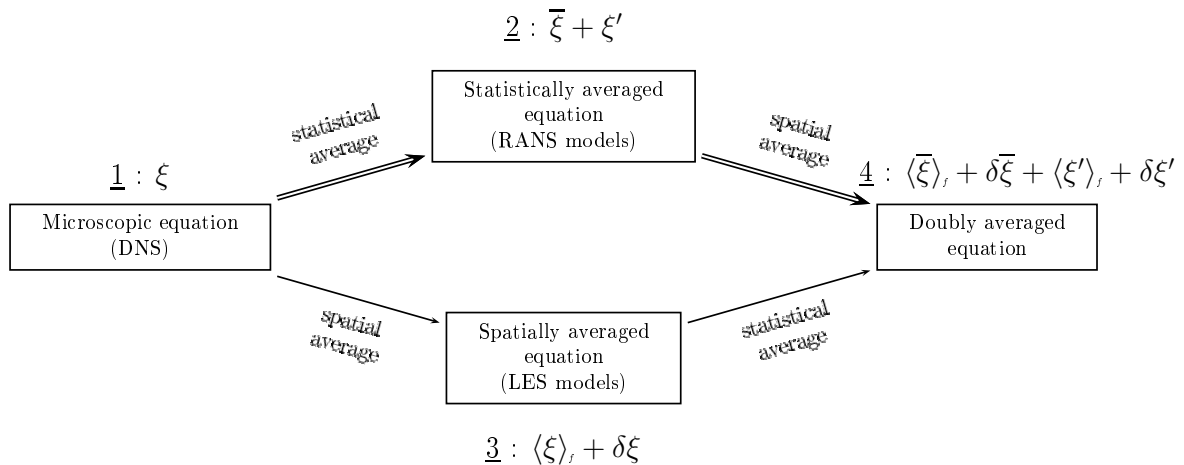 2 : ξ̅ + ξ′
Statistically averaged
equation
(RANS models)
statistical
average
spatial
average
1 : ξ
4 : ⟨ξ̅⟩f + δξ̅ + ⟨ξ′⟩f + δξ′
Microscopic equation
(DNS)
Doubly averaged
equation
spatial
average
Spatially averaged
equation
(LES models)
statistical
average
3 : ⟨ξ⟩f + δξ